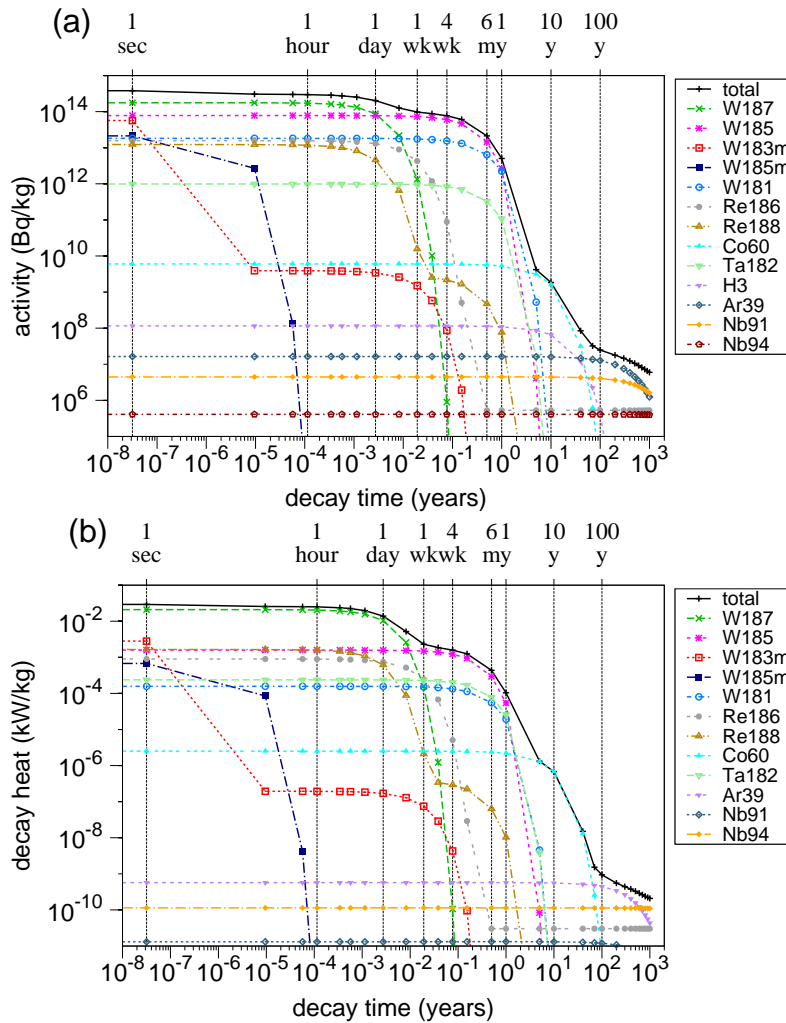 (a)
1 1 1 1 4 6 1 10 100
sec hour day wk wk m y y y
10^14
10^12
10^10
10^8
10^6
activity (Bq/kg)
10^-8 10^-7 10^-6 10^-5 10^-4 10^-3 10^-2 10^-1 10^0 10^1 10^2 10^3
decay time (years)
total
W187
W185
W183m
W185m
W181
Re186
Re188
Co60
Ta182
H3
Ar39
Nb91
Nb94
(b)
1 1 1 1 4 6 1 10 100
sec hour day wk wk m y y y
10^-2
10^-4
10^-6
10^-8
10^-10
decay heat (kW/kg)
10^-8 10^-7 10^-6 10^-5 10^-4 10^-3 10^-2 10^-1 10^0 10^1 10^2 10^3
decay time (years)
total
W187
W185
W183m
W185m
W181
Re186
Re188
Co60
Ta182
Ar39
Nb91
Nb94